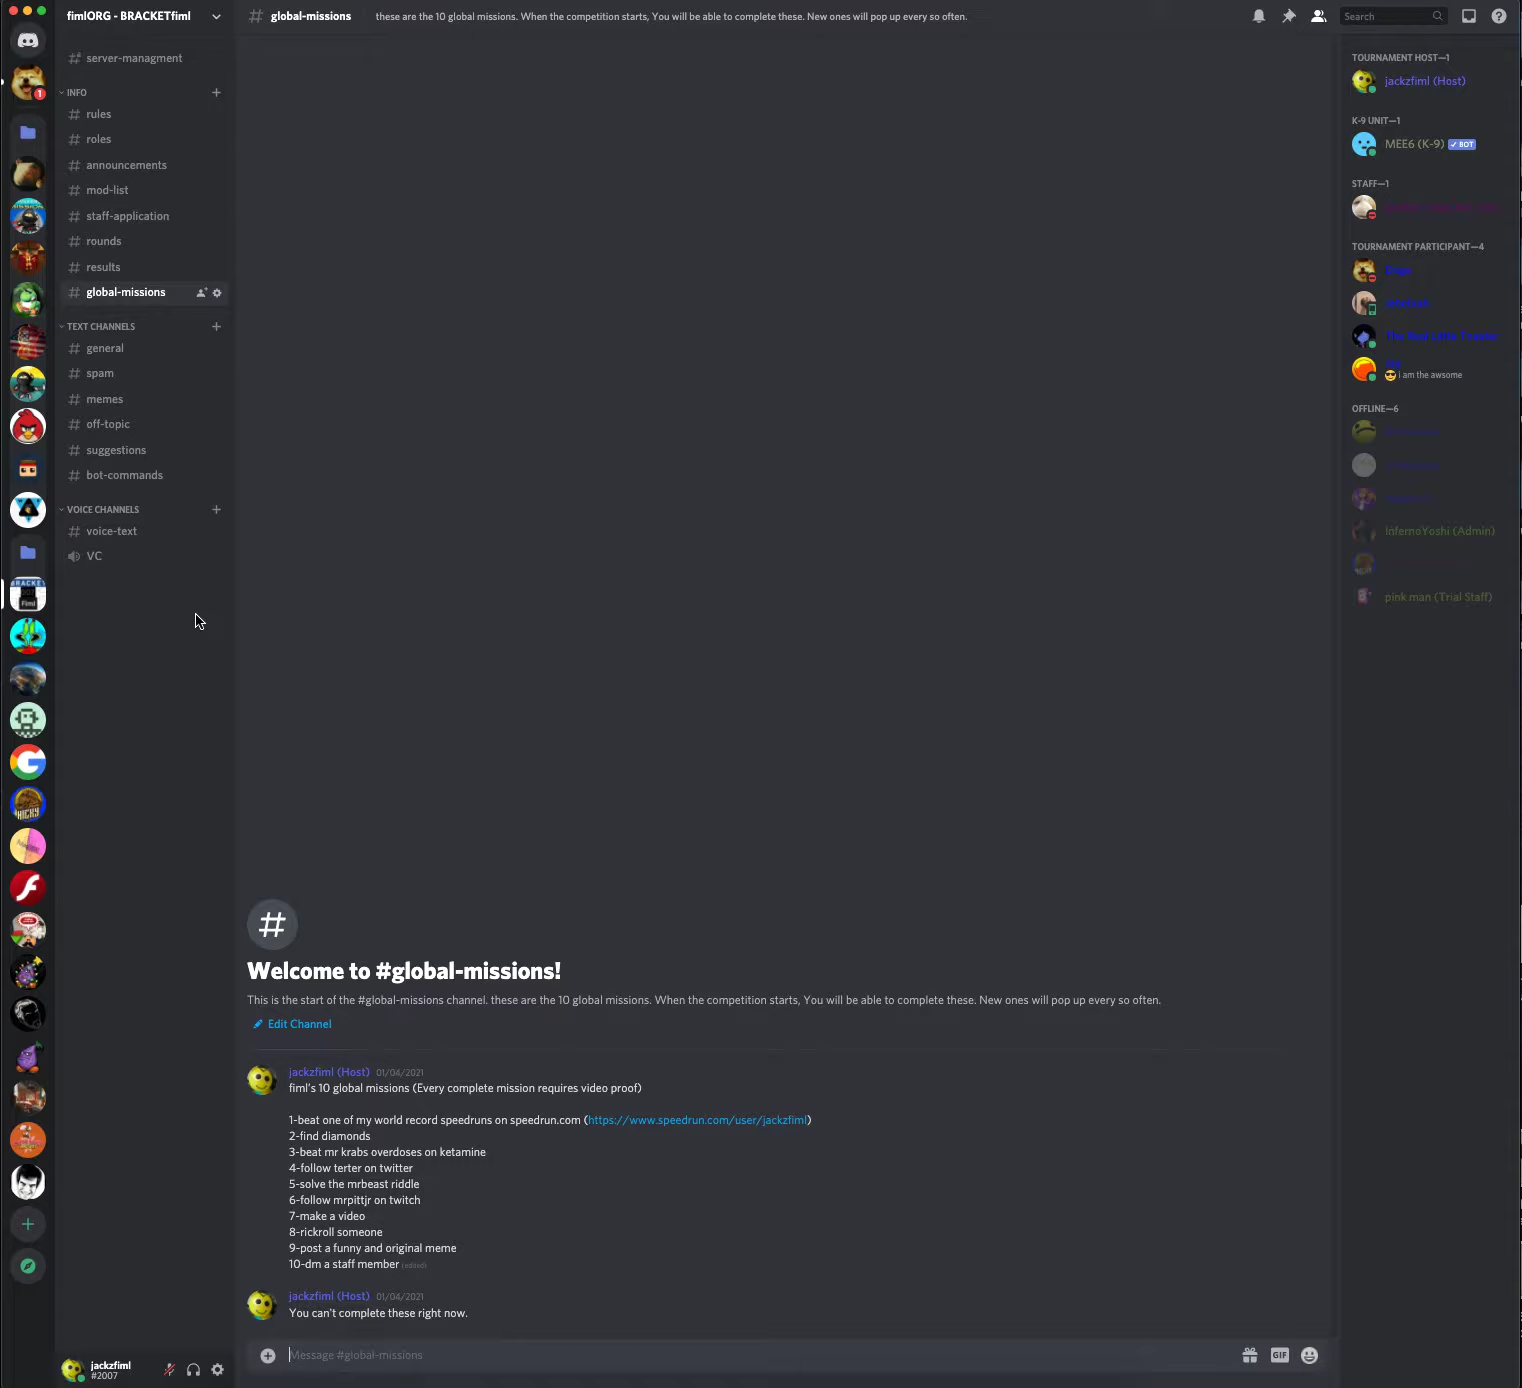 fimlORG - BRACKETfiml
server-managment
INFO
rules
roles
announcements
mod-list
staff-application
rounds
results
global-missions
TEXT CHANNELS
general
spam
memes
off-topic
suggestions
bot-commands
VOICE CHANNELS
voice-text
VC
jackzfiml
#2007
global-missions these are the 10 global missions. When the competition starts, You will be able to complete these. New ones will pop up every so often.
Search
Welcome to #global-missions!
This is the start of the #global-missions channel. these are the 10 global missions. When the competition starts, You will be able to complete these. New ones will pop up every so often.
Edit Channel
jackzfiml (Host) 01/04/2021
fiml's 10 global missions (Every complete mission requires video proof)
1-beat one of my world record speedruns on speedrun.com (https://www.speedrun.com/user/jackzfiml)
2-find diamonds
3-beat mr krabs overdoses on ketamine
4-follow terter on twitter
5-solve the mrbeast riddle
6-follow mrpittjr on twitch
7-make a video
8-rickroll someone
9-post a funny and original meme
10-dm a staff member (edited)
jackzfiml (Host) 01/04/2021
You can't complete these right now.
Message #global-missions
GIF
TOURNAMENT HOST—1
jackzfiml (Host)
K-9 UNIT—1
MEE6 (K-9) BOT
STAFF—1
TOURNAMENT PARTICIPANT—4
The Real Little Toaster
i am the awsome
OFFLINE—6
InfernoYoshi (Admin)
pink man (Trial Staff)